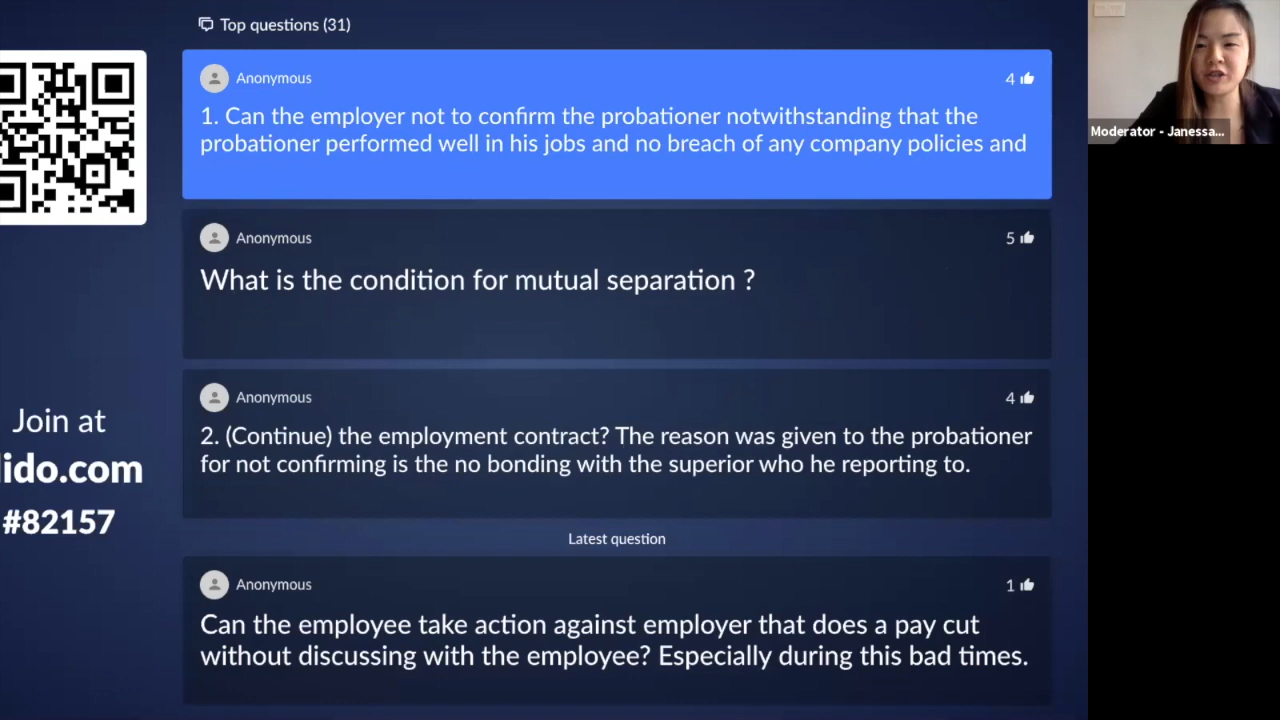 Top questions (31)
Anonymous
4
1. Can the employer not to confirm the probationer notwithstanding that the
probationer performed well in his jobs and no breach of any company policies and
Anonymous
5
What is the condition for mutual separation ?
Anonymous
4
2. (Continue) the employment contract? The reason was given to the probationer
for not confirming is the no bonding with the superior who he reporting to.
Latest question
Anonymous
1
Can the employee take action against employer that does a pay cut
without discussing with the employee? Especially during this bad times.
Join at
lido.com
#82157
Moderator - Janessa...